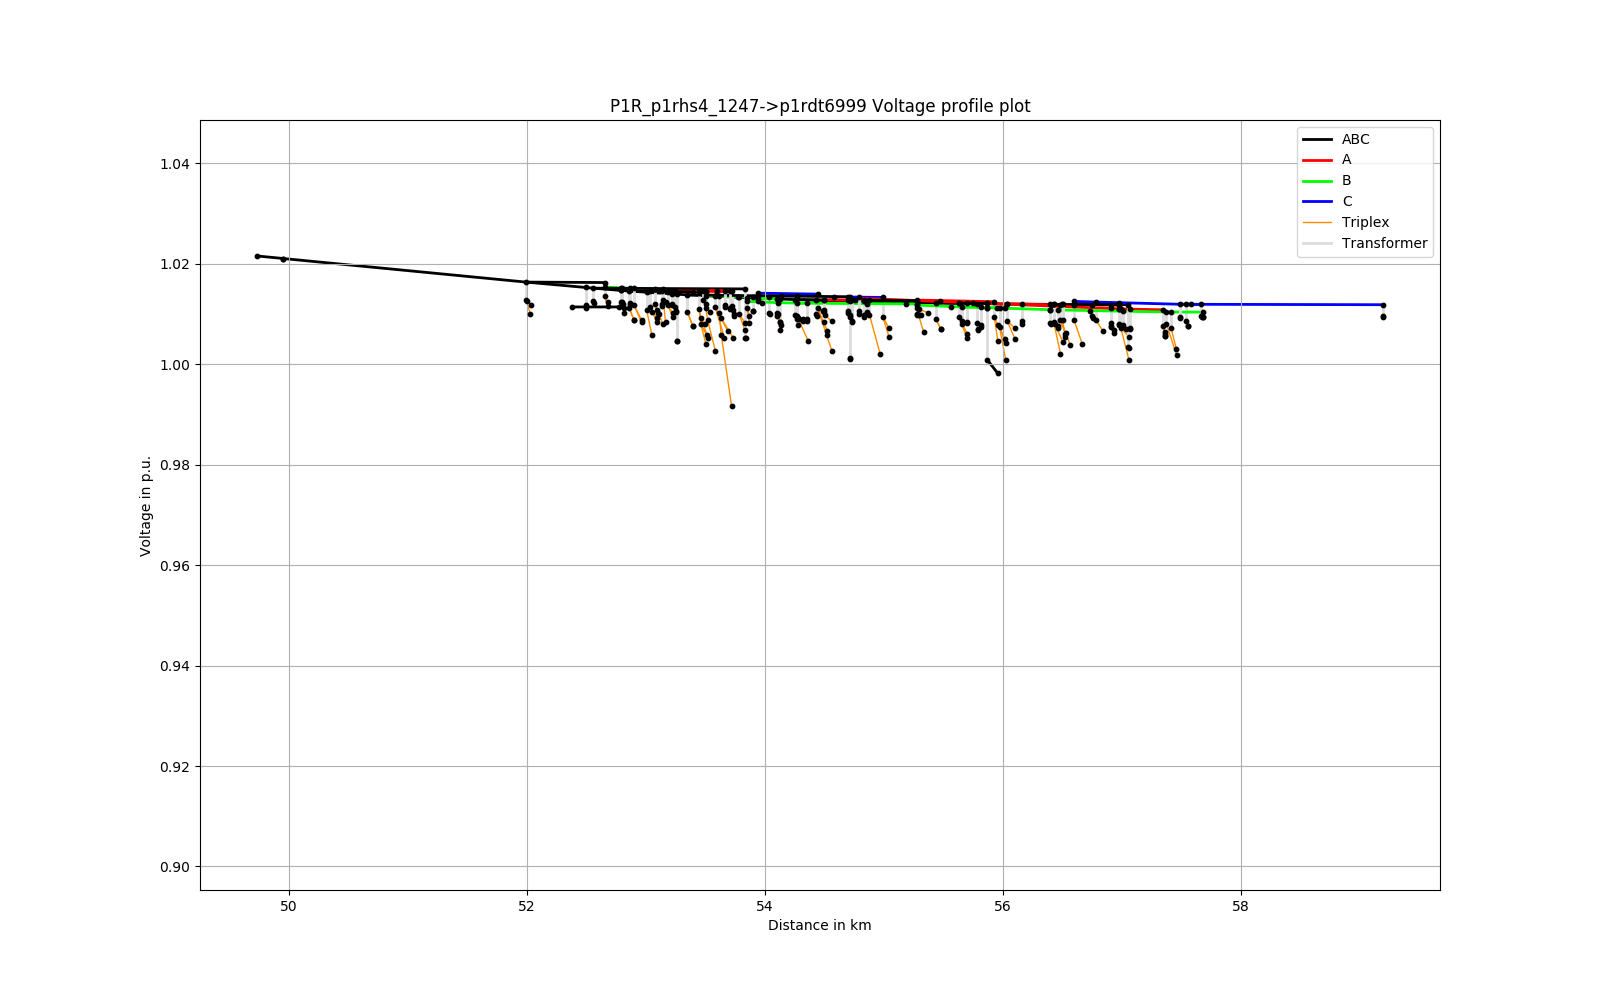 P1R_p1rhs4_1247->p1rdt6999 Voltage profile plot
ABC
A
B
C
Triplex
Transformer
Voltage in p.u.
1.04
1.02
1.00
0.98
0.96
0.94
0.92
0.90
50 52 54 56 58
Distance in km